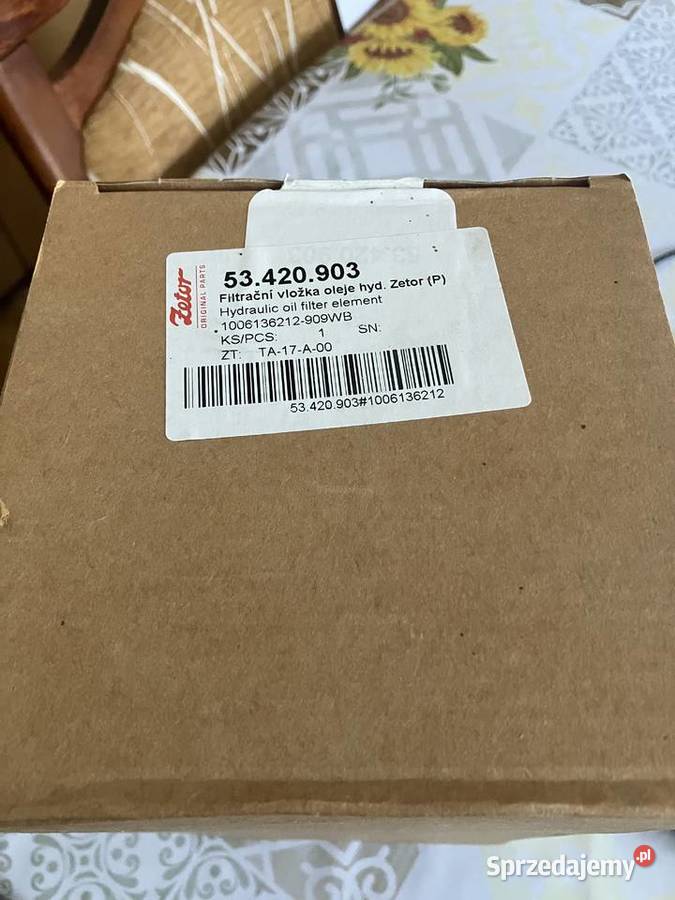 Zetor
ORIGINAL PARTS
53.420.903
Filtrační vložka oleje hyd. Zetor (P)
Hydraulic oil filter element
1006136212-909WB
KS/PCS: 1 SN:
ZT: TA-17-A-00
53.420.903#1006136212
Sprzedajemy.pl